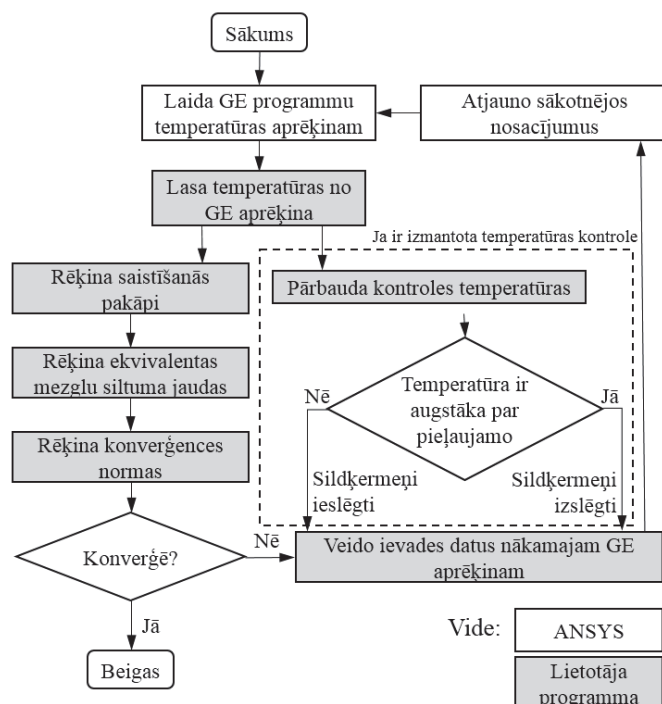 Sākums
Laida GE programmu
temperatūras aprēķinam
Atjauno sākotnējos
nosacījumus
Lasa temperatūras no
GE aprēķina
Ja ir izmantota temperatūras kontrole
Rēķina saistīšanās
pakāpi
Pārbauda kontroles temperatūras
Rēķina ekvivalentas
mezglu siltuma jaudas
Nē
Temperatūra ir
augstāka par
pieļaujamo
Jā
Rēķina konverģences
normas
Sildķermeņi
ieslēgti
Sildķermeņi
izslēgti
Konverģē?
Nē
Veido ievades datus nākamajam GE
aprēķinam
Jā
Beigas
Vide:
ANSYS
Lietotāja
programma